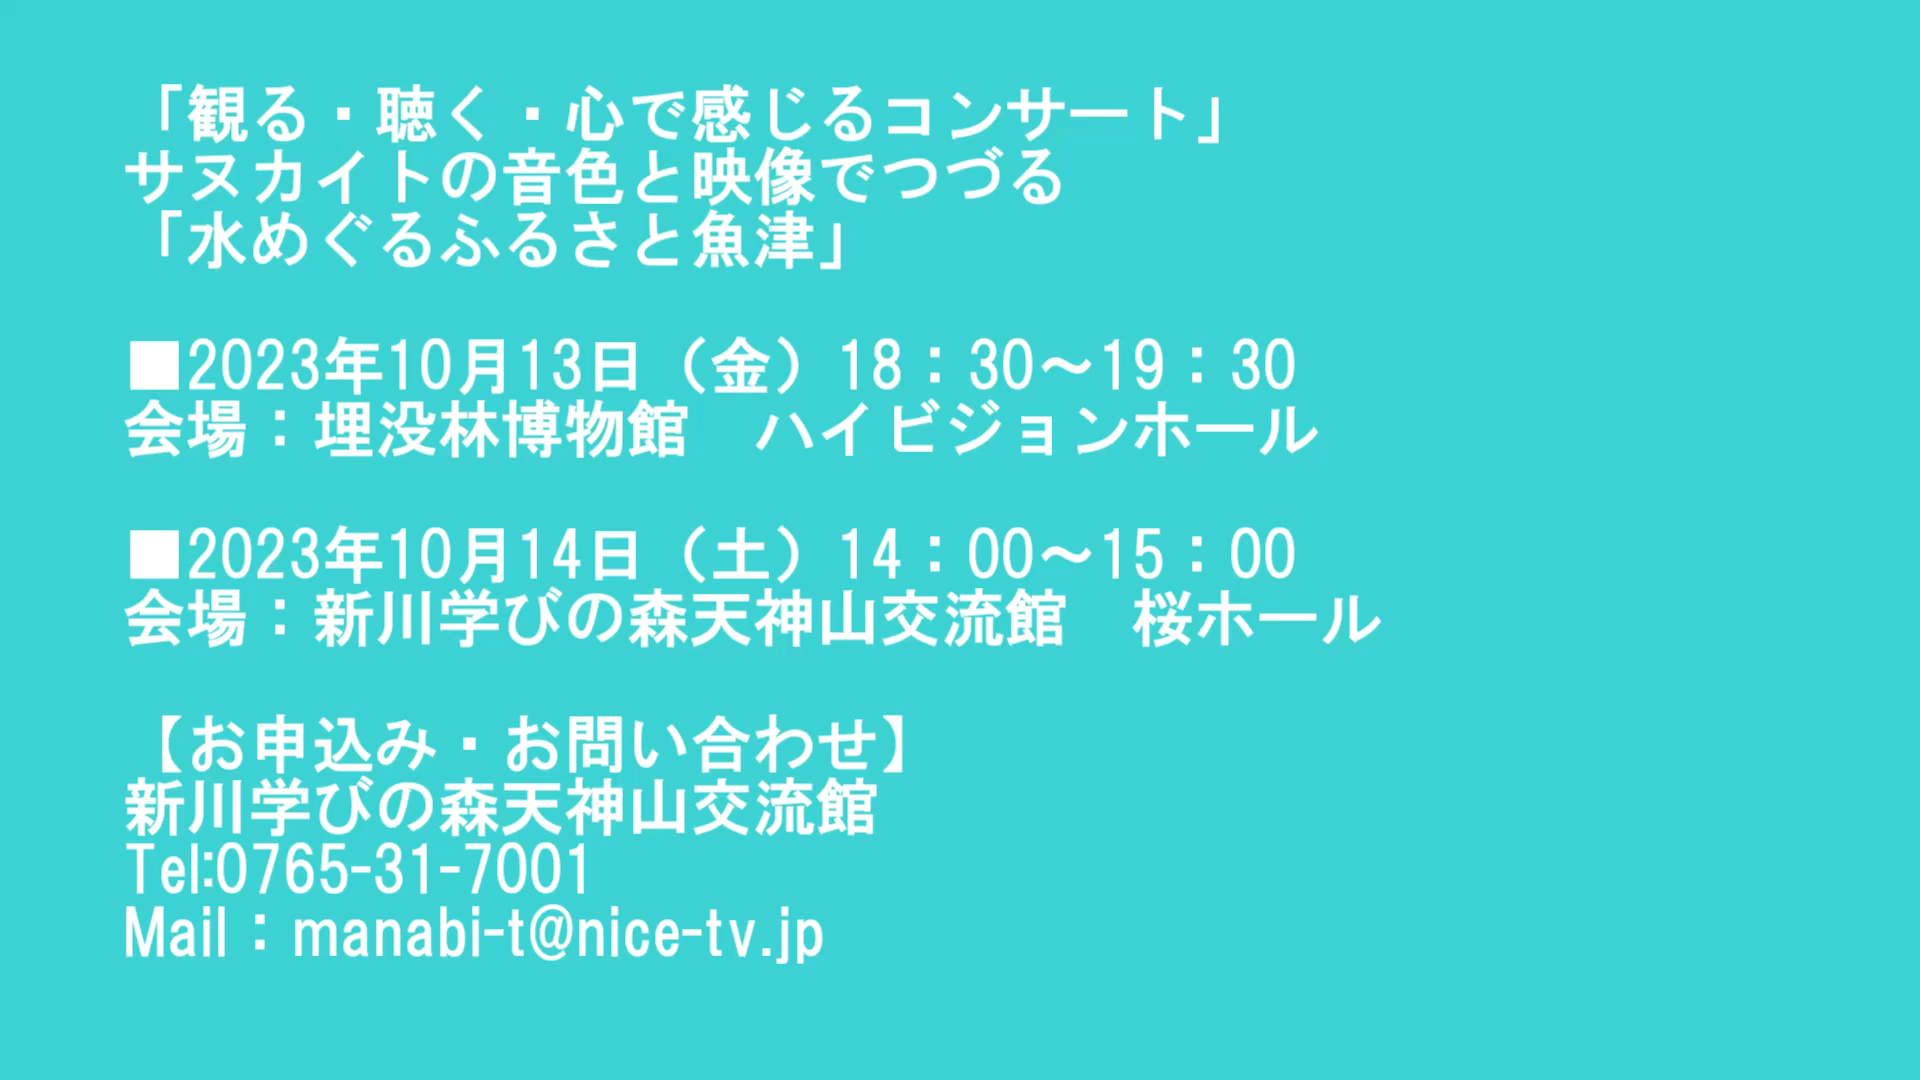 「観る・聴く・心で感じるコンサート」
サヌカイトの音色と映像でつづる
「水めぐるふるさと魚津」
■2023年10月13日（金）18：30～19：30
会場：埋没林博物館　ハイビジョンホール
■2023年10月14日（土）14：00～15：00
会場：新川学びの森天神山交流館　桜ホール
【お申込み・お問い合わせ】
新川学びの森天神山交流館
Tel:0765-31-7001
Mail：manabi-t@nice-tv.jp